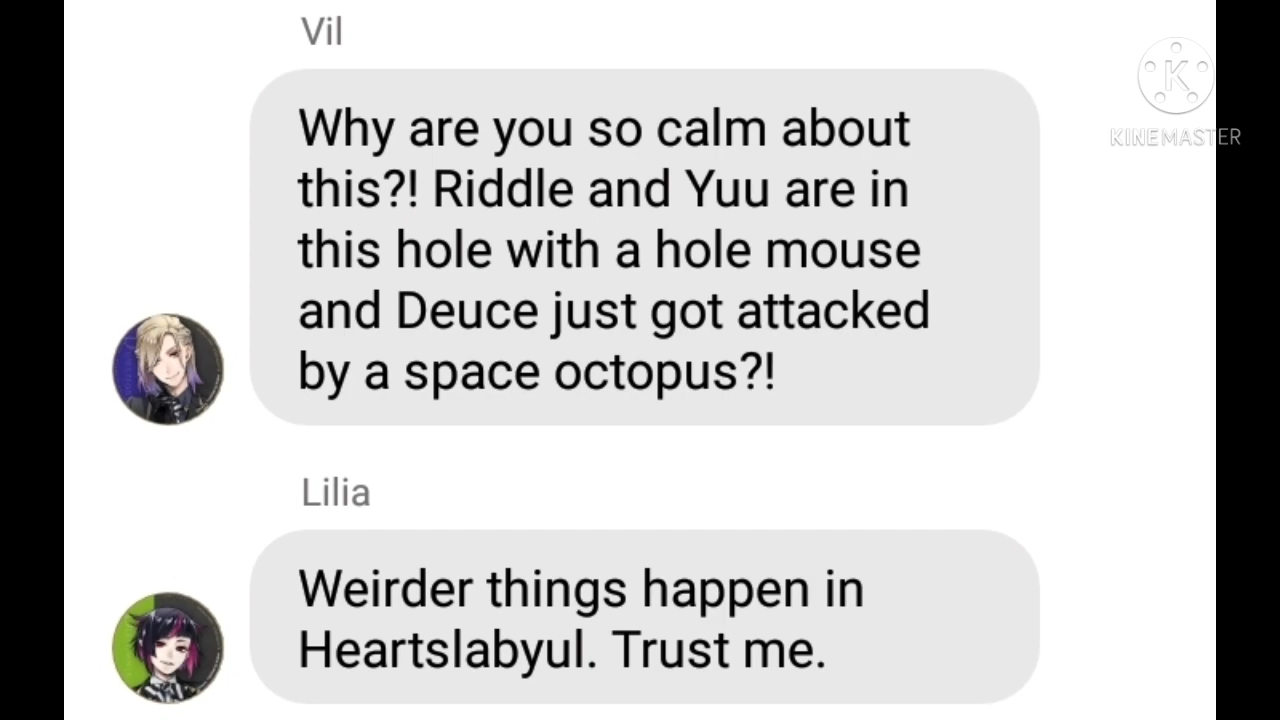 Vil
K
KINEMASTER
Why are you so calm about
this?! Riddle and Yuu are in
this hole with a hole mouse
and Deuce just got attacked
by a space octopus?!
Lilia
Weirder things happen in
Heartslabyul. Trust me.